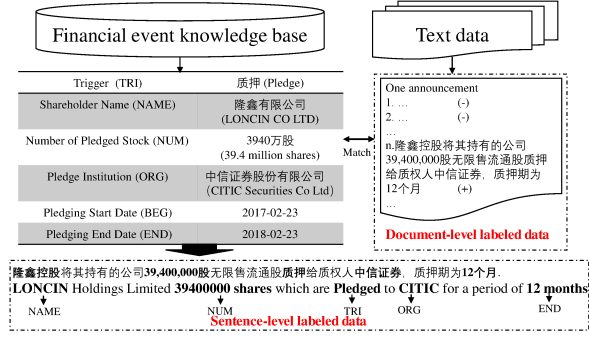 Financial event knowledge base
Text data
Trigger (TRI)
质押 (Pledge)
Shareholder Name (NAME)
隆鑫有限公司
(LONCIN CO LTD)
Number of Pledged Stock (NUM)
3940万股
(39.4 million shares)
Pledge Institution (ORG)
中信证券股份有限公司
(CITIC Securities Co Ltd)
Pledging Start Date (BEG)
2017-02-23
Pledging End Date (END)
2018-02-23
Match
One announcement
1. ... (-)
2. ... (-)
...
n.隆鑫控股将其持有的公司
39,400,000股无限售流通股质押
给质权人中信证券，质押期为
12个月 (+)
...
Document-level labeled data
隆鑫控股将其持有的公司39,400,000股无限售流通股质押给质权人中信证券，质押期为12个月.
LONCIN Holdings Limited 39400000 shares which are Pledged to CITIC for a period of 12 months
NAME NUM TRI ORG END
Sentence-level labeled data